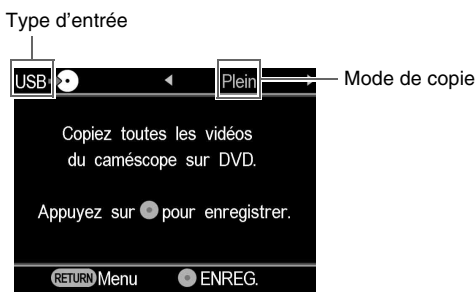 Type d'entrée
USB Plein
Mode de copie
Copiez toutes les vidéos
du caméscope sur DVD.
Appuyez sur pour enregistrer.
RETURN Menu ENREG.